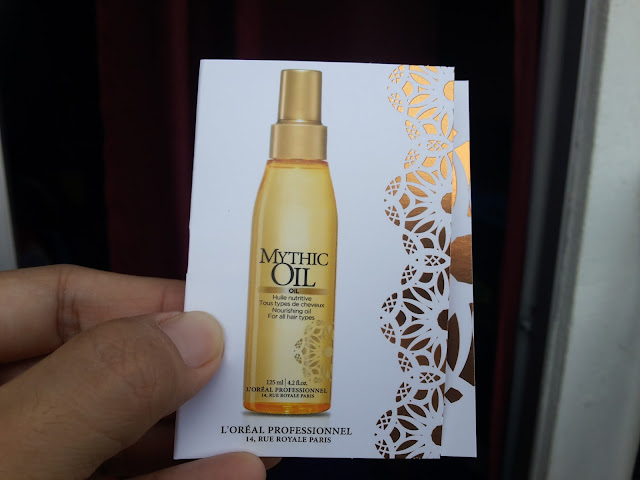 MYTHIC
OIL
OIL
Huile nutritive
Tous types de cheveux
Nourishing oil
For all hair types
125 ml | 4.2 fl.oz.
L'ORÉAL PROFESSIONNEL
14, RUE ROYALE PARIS
L'ORÉAL PROFESSIONNEL
14, RUE ROYALE PARIS